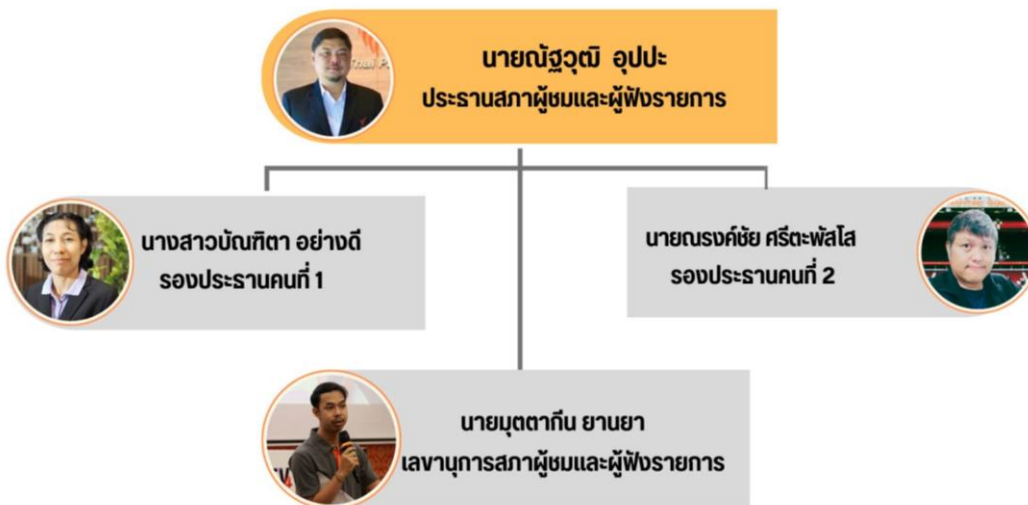 นายณัฐวุฒิ อุปปะ
ประธานสภาผู้ชมและผู้ฟังรายการ
นางสาวบัณฑิตา อย่างดี
รองประธานคนที่ 1
นายณรงค์ชัย ศรีตะพัสโส
รองประธานคนที่ 2
นายมุตตากีน ยานยา
เลขานุการสภาผู้ชมและผู้ฟังรายการ